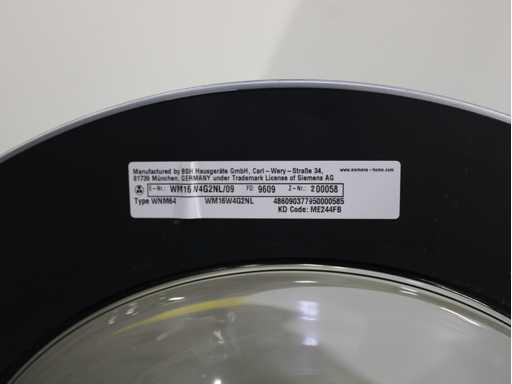 Manufactured by BSH Hausgeräte GmbH, Carl-Wery-Straße 34, www.siemens-home.com
81739 München, GERMANY under Trademark License of Siemens AG
E-Nr.: WM16W4G2NL/09 FD: 9609 Z-Nr.: 200058
Type WNM64 WM16W4G2NL 486090377950000585
KD Code: ME244FB